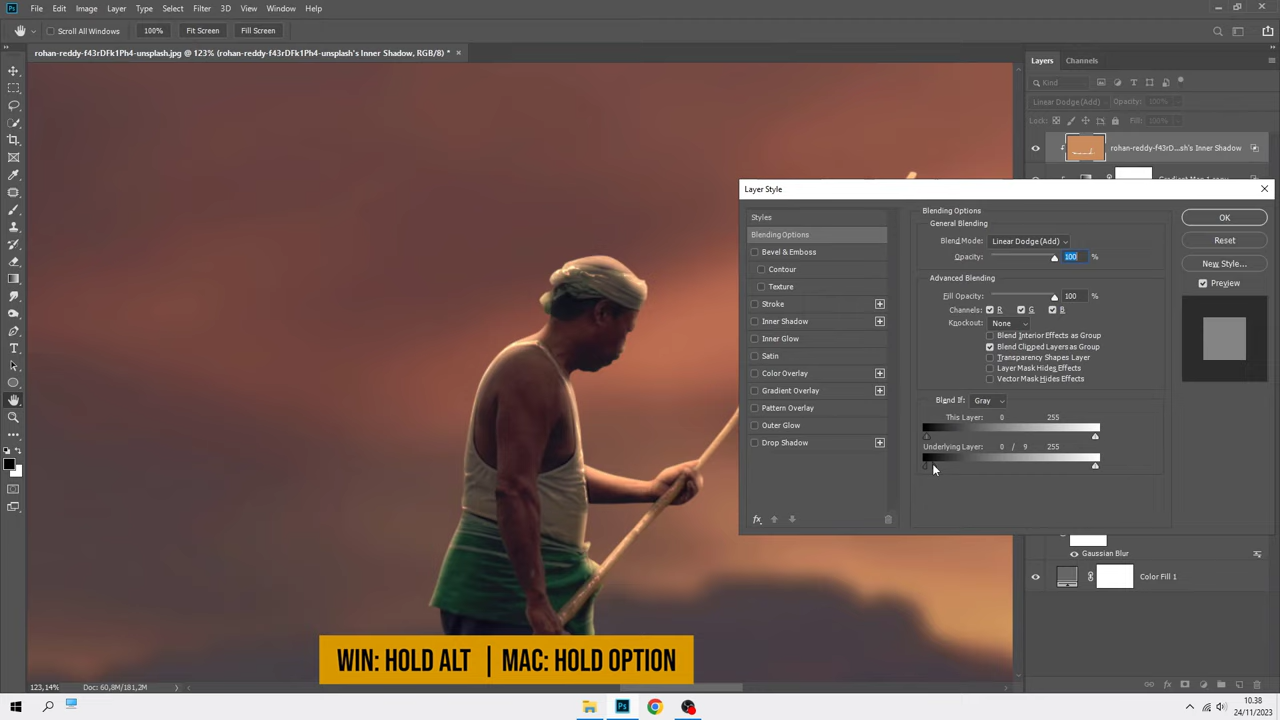 File Edit Image Layer Type Select Filter 3D View Window Help
Scroll All Windows 100% Fit Screen Fill Screen
rohan-reddy-f43rDFk1Ph4-unsplash.jpg @ 123% (rohan-reddy-f43rDFk1Ph4-unsplash's Inner Shadow, RGB/8) *
Layers Channels
Kind
Linear Dodge (Add) Opacity: 100%
Lock: Fill: 100%
rohan-reddy-f43rD...sh's Inner Shadow
Gradient Map 1 copy
Layer Style
Styles
Blending Options
Bevel & Emboss
Contour
Texture
Stroke
Inner Shadow
Inner Glow
Satin
Color Overlay
Gradient Overlay
Pattern Overlay
Outer Glow
Drop Shadow
fx
Blending Options
General Blending
Blend Mode: Linear Dodge (Add)
Opacity: 100 %
Advanced Blending
Fill Opacity: 100 %
Channels: R G B
Knockout: None
Blend Interior Effects as Group
Blend Clipped Layers as Group
Transparency Shapes Layer
Layer Mask Hides Effects
Vector Mask Hides Effects
Blend If: Gray
This Layer: 0 255
Underlying Layer: 0 / 9 255
OK
Reset
New Style...
Preview
Gaussian Blur
Color Fill 1
WIN: HOLD ALT | MAC: HOLD OPTION
123,14% Doc: 60,8M/181,2M
10.38
24/11/2023